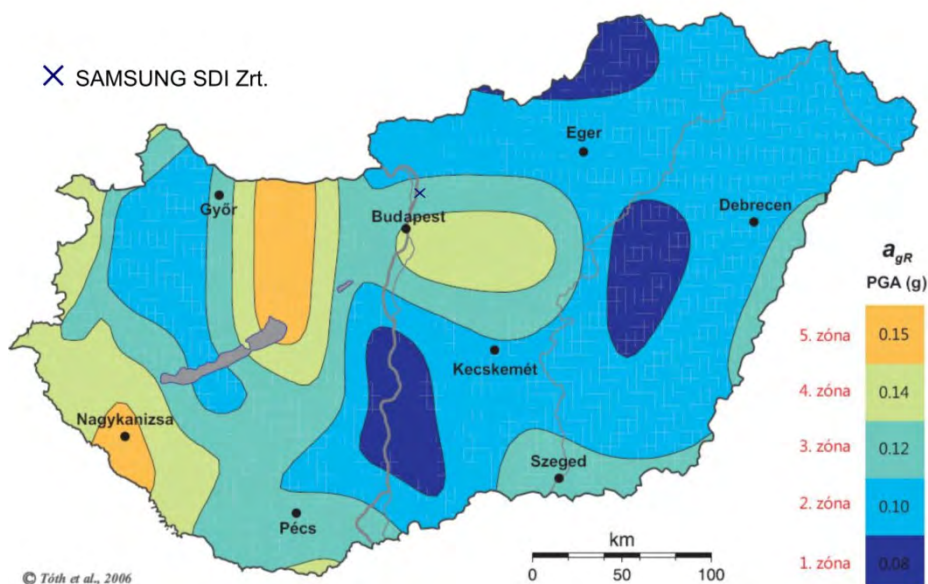 × SAMSUNG SDI Zrt.
Eger
Győr
Budapest
Debrecen
Kecskemét
Nagykanizsa
Szeged
Pécs
a_gR
PGA (g)
5. zóna 0.15
4. zóna 0.14
3. zóna 0.12
2. zóna 0.10
1. zóna 0.08
km
0 50 100
© Tóth et al., 2006